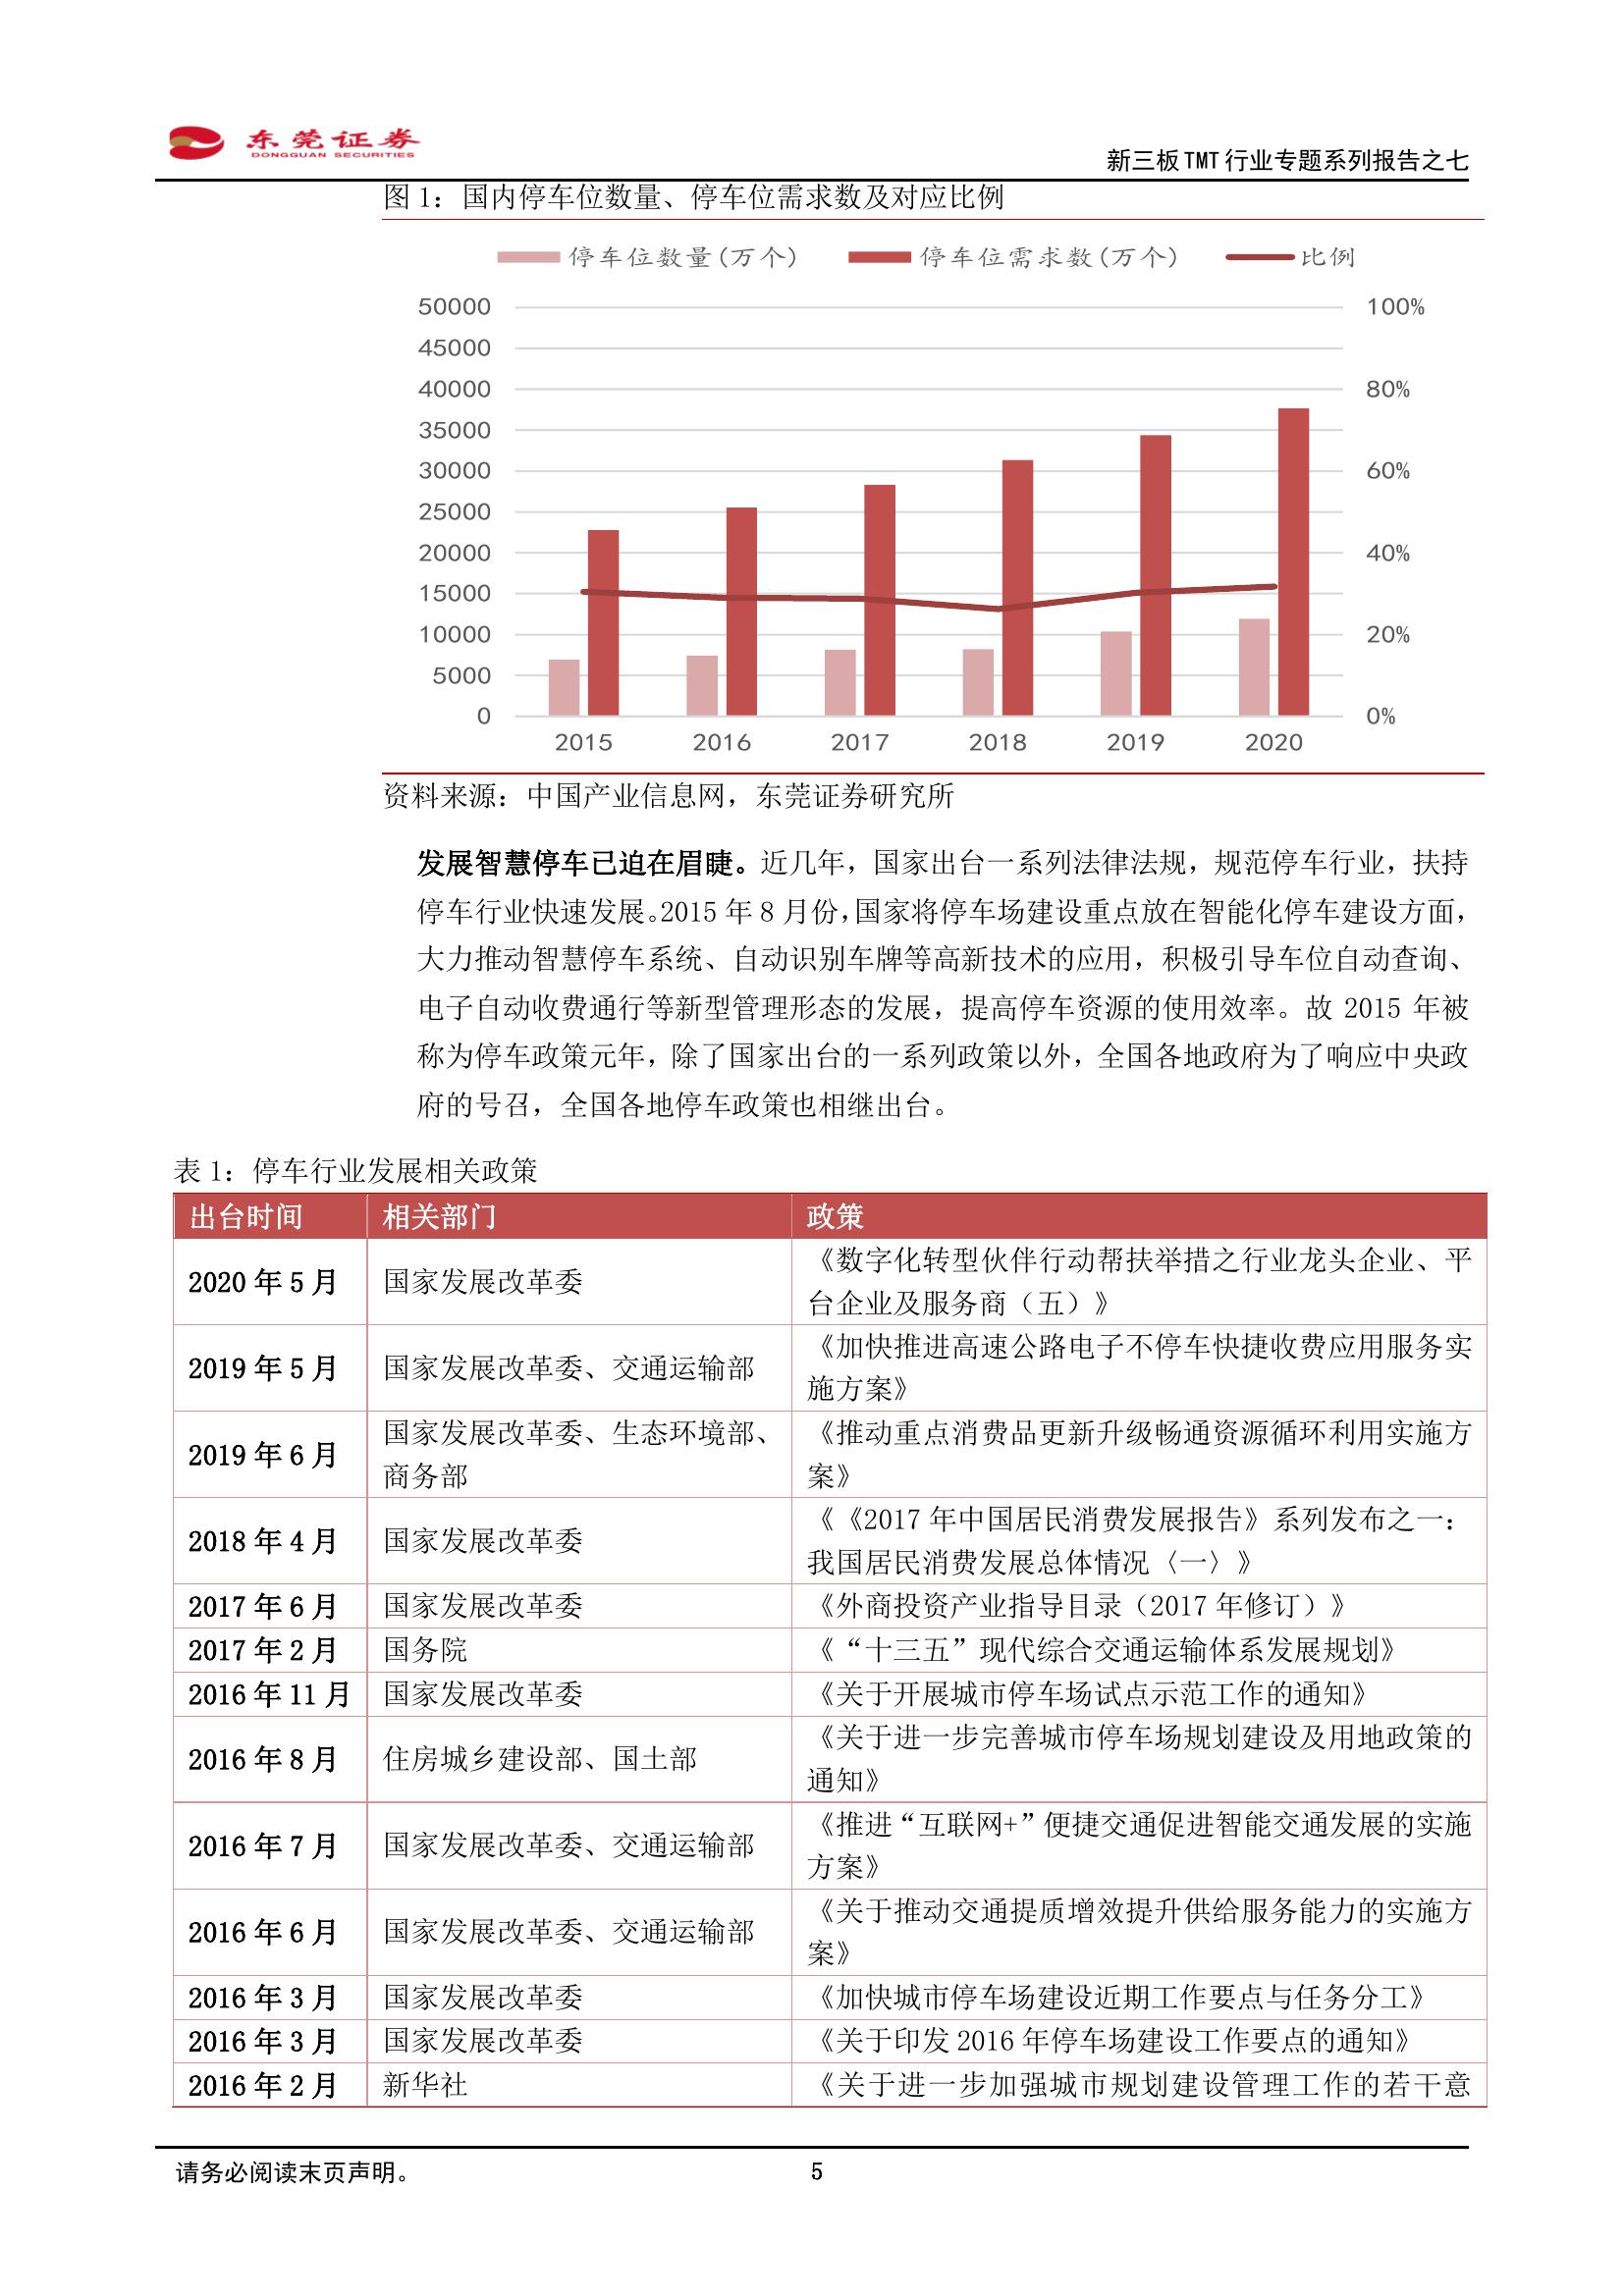 东莞证券
DONGGUAN SECURITIES
新三板 TMT 行业专题系列报告之七
图 1：国内停车位数量、停车位需求数及对应比例
停车位数量(万个) 停车位需求数(万个) 比例
50000 100%
45000
40000 80%
35000
30000 60%
25000
20000 40%
15000
10000 20%
5000
0 0%
2015 2016 2017 2018 2019 2020
资料来源：中国产业信息网，东莞证券研究所
发展智慧停车已迫在眉睫。近几年，国家出台一系列法律法规，规范停车行业，扶持
停车行业快速发展。2015 年 8 月份，国家将停车场建设重点放在智能化停车建设方面，
大力推动智慧停车系统、自动识别车牌等高新技术的应用，积极引导车位自动查询、
电子自动收费通行等新型管理形态的发展，提高停车资源的使用效率。故 2015 年被
称为停车政策元年，除了国家出台的一系列政策以外，全国各地政府为了响应中央政
府的号召，全国各地停车政策也相继出台。
表 1：停车行业发展相关政策
出台时间 相关部门 政策
2020 年 5 月 国家发展改革委 《数字化转型伙伴行动帮扶举措之行业龙头企业、平
台企业及服务商（五）》
2019 年 5 月 国家发展改革委、交通运输部 《加快推进高速公路电子不停车快捷收费应用服务实
施方案》
2019 年 6 月 国家发展改革委、生态环境部、 《推动重点消费品更新升级畅通资源循环利用实施方
商务部 案》
2018 年 4 月 国家发展改革委 《《2017 年中国居民消费发展报告》系列发布之一：
我国居民消费发展总体情况〈一〉》
2017 年 6 月 国家发展改革委 《外商投资产业指导目录（2017 年修订）》
2017 年 2 月 国务院 《“十三五”现代综合交通运输体系发展规划》
2016 年 11 月 国家发展改革委 《关于开展城市停车场试点示范工作的通知》
2016 年 8 月 住房城乡建设部、国土部 《关于进一步完善城市停车场规划建设及用地政策的
通知》
2016 年 7 月 国家发展改革委、交通运输部 《推进“互联网+”便捷交通促进智能交通发展的实施
方案》
2016 年 6 月 国家发展改革委、交通运输部 《关于推动交通提质增效提升供给服务能力的实施方
案》
2016 年 3 月 国家发展改革委 《加快城市停车场建设近期工作要点与任务分工》
2016 年 3 月 国家发展改革委 《关于印发 2016 年停车场建设工作要点的通知》
2016 年 2 月 新华社 《关于进一步加强城市规划建设管理工作的若干意
请务必阅读末页声明。 5